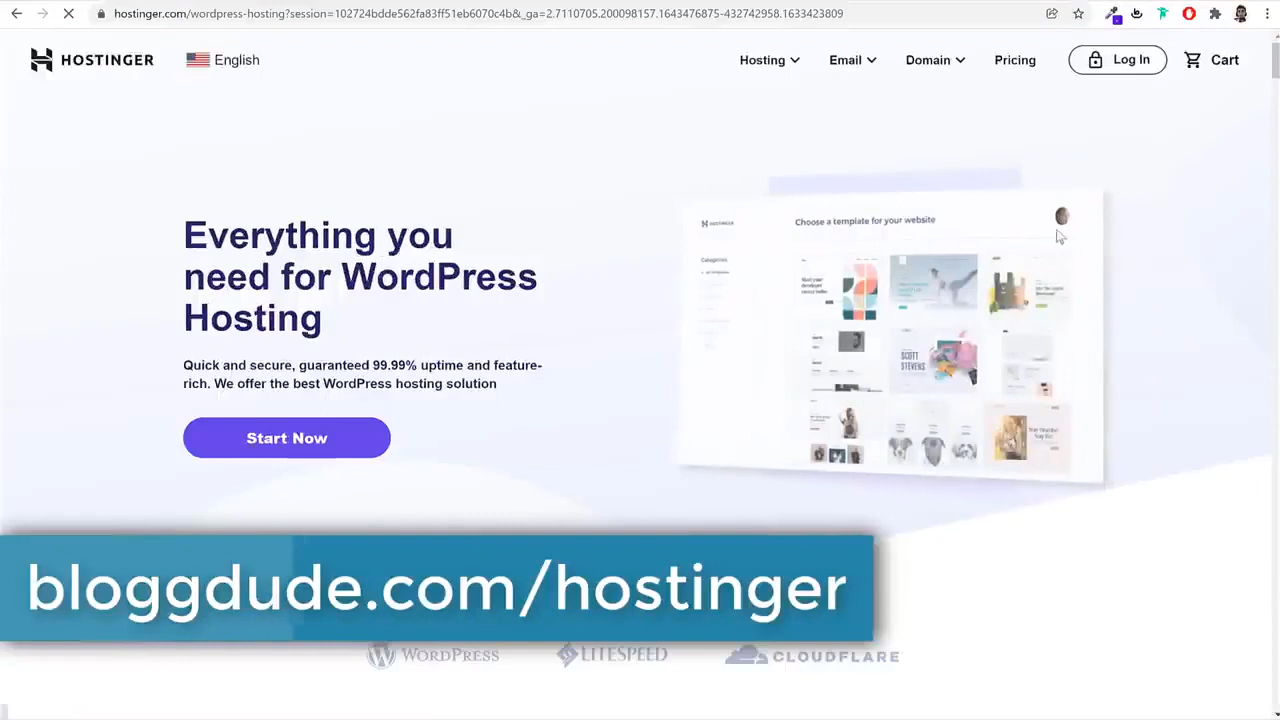 hostinger.com/wordpress-hosting?session=102724bdde562fa83ff51eb66f0c4b&_ga=2.7110705.200098157.1643476875-432742958.1633423809
HOSTINGER
English
Hosting
Email
Domain
Pricing
Log In
Cart
Everything you
need for WordPress
Hosting
Quick and secure, guaranteed 99.99% uptime and feature-
rich. We offer the best WordPress hosting solution
Start Now
HOSTINGER
Choose a template for your website
Categories
SCOTT
STEVENS
bloggdude.com/hostinger
WORDPRESS
LITESPEED
CLOUDFLARE